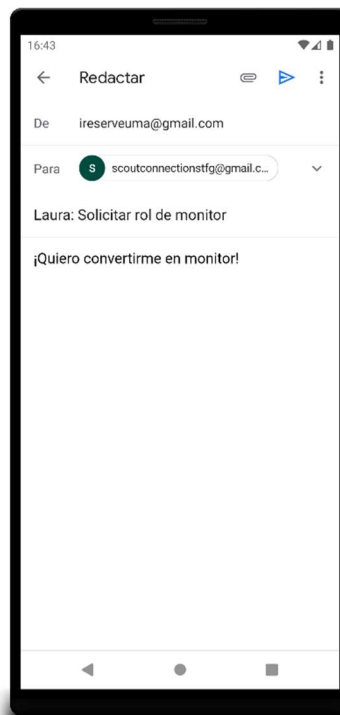 16:43
Redactar
De ireserveuma@gmail.com
Para S scoutconnectionstfg@gmail.c...
Laura: Solicitar rol de monitor
¡Quiero convertirme en monitor!